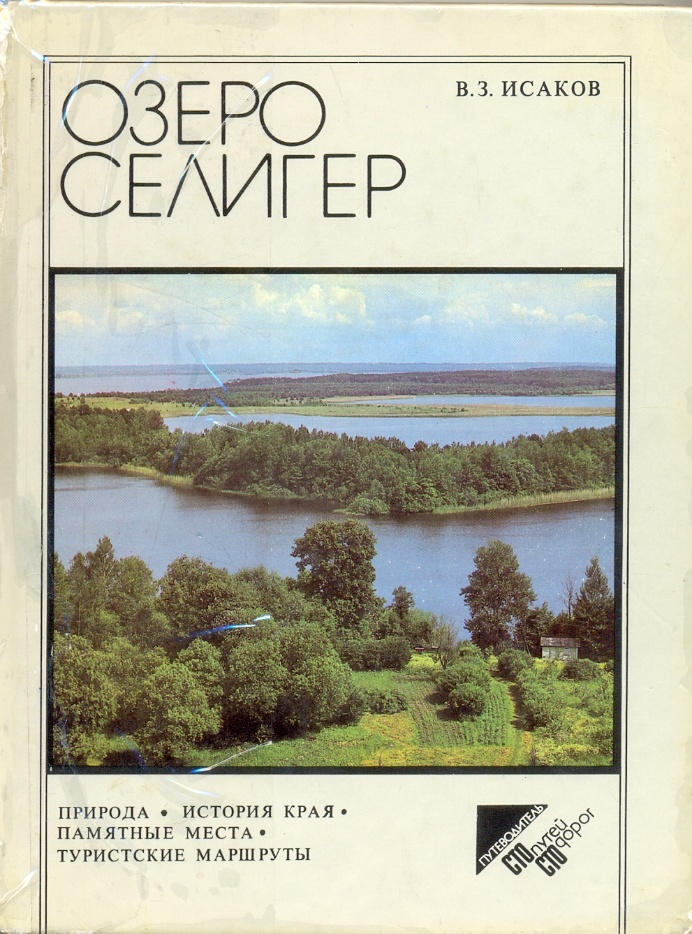 ОЗЕРО
СЕЛИГЕР
В.З. ИСАКОВ
ПРИРОДА • ИСТОРИЯ КРАЯ •
ПАМЯТНЫЕ МЕСТА •
ТУРИСТСКИЕ МАРШРУТЫ
ПУТЕВОДИТЕЛЬ
СТО путей
СТО дорог